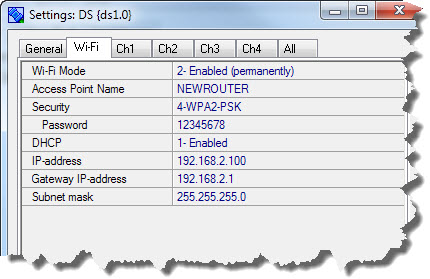 Settings: DS {ds1.0}
General Wi-Fi Ch1 Ch2 Ch3 Ch4 All
Wi-Fi Mode 2- Enabled (permanently)
Access Point Name NEWROUTER
Security 4-WPA2-PSK
Password 12345678
DHCP 1- Enabled
IP-address 192.168.2.100
Gateway IP-address 192.168.2.1
Subnet mask 255.255.255.0